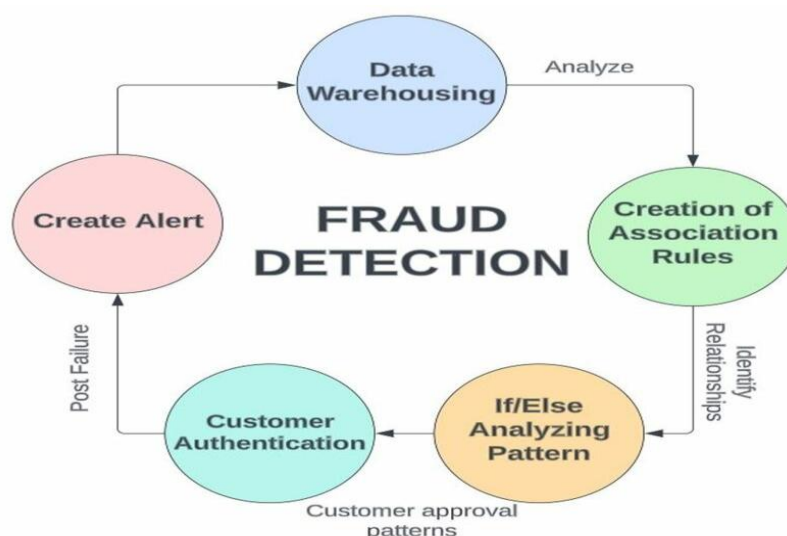 Data
Warehousing
Analyze
Create Alert
FRAUD
DETECTION
Creation of
Association
Rules
Post Failure
Identify
Relationships
Customer
Authentication
If/Else
Analyzing
Pattern
Customer approval
patterns